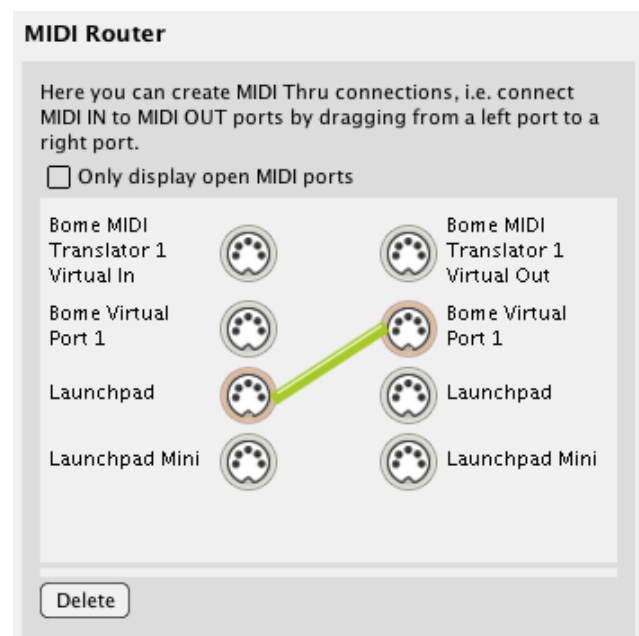 MIDI Router
Here you can create MIDI Thru connections, i.e. connect
MIDI IN to MIDI OUT ports by dragging from a left port to a
right port.
Only display open MIDI ports
Bome MIDI
Translator 1
Virtual In
Bome MIDI
Translator 1
Virtual Out
Bome Virtual
Port 1
Bome Virtual
Port 1
Launchpad
Launchpad
Launchpad Mini
Launchpad Mini
Delete